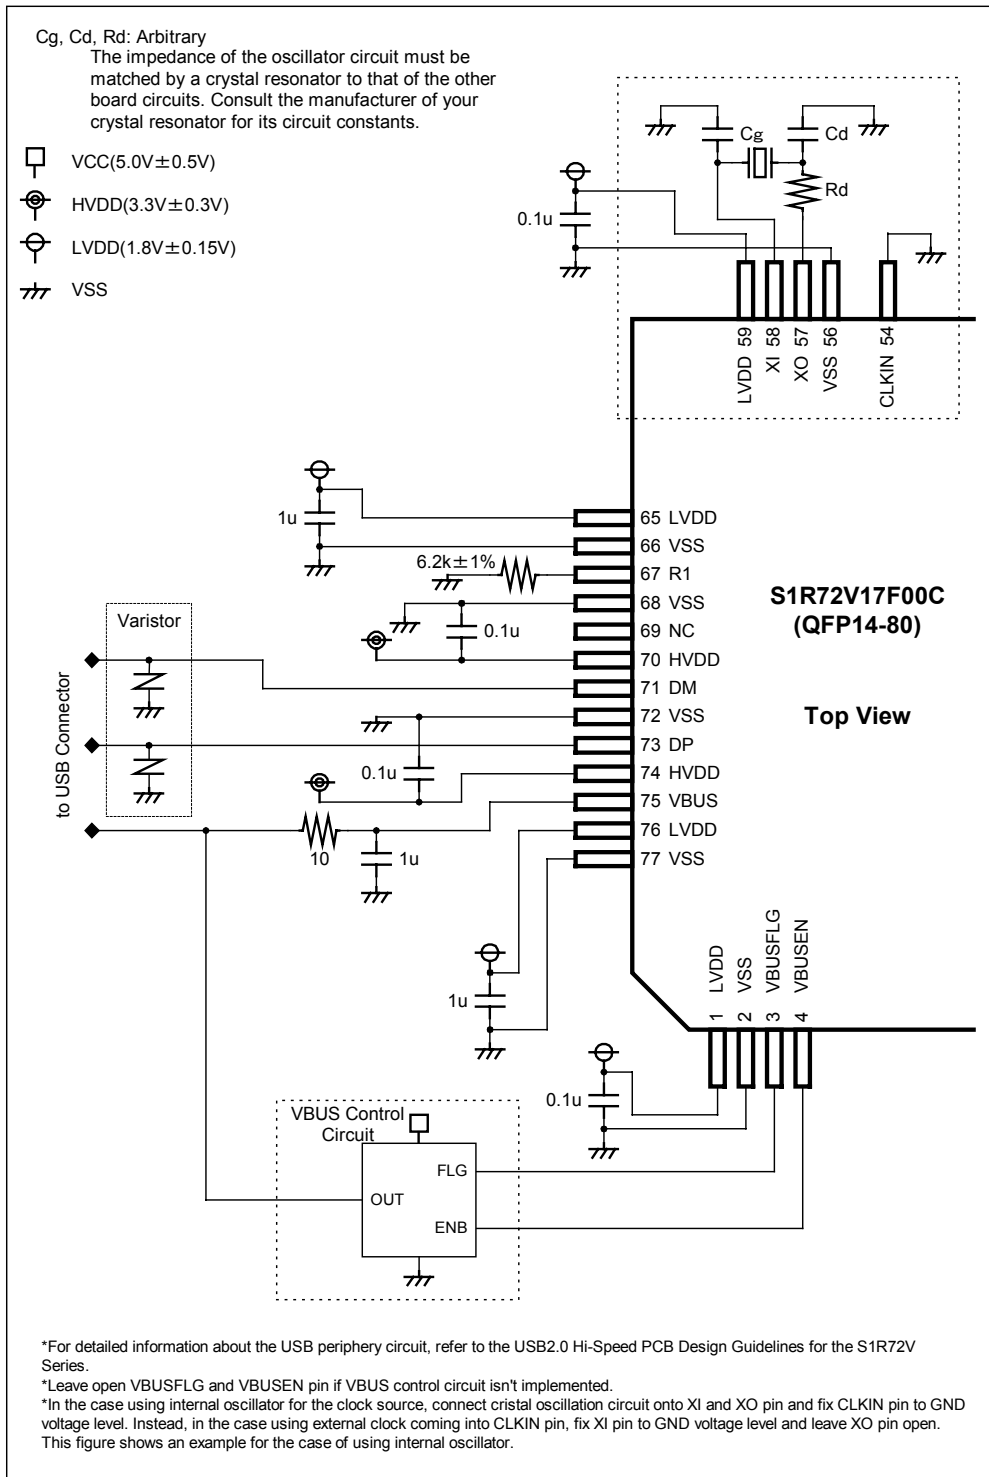 Cg, Cd, Rd: Arbitrary
The impedance of the oscillator circuit must be
matched by a crystal resonator to that of the other
board circuits. Consult the manufacturer of your
crystal resonator for its circuit constants.
VCC(5.0V±0.5V)
HVDD(3.3V±0.3V)
LVDD(1.8V±0.15V)
VSS
Cg
Cd
Rd
0.1u
LVDD 59
XI 58
XO 57
VSS 56
CLKIN 54
1u
65 LVDD
66 VSS
6.2k±1%
67 R1
68 VSS
0.1u
69 NC
70 HVDD
71 DM
72 VSS
73 DP
0.1u
74 HVDD
75 VBUS
76 LVDD
77 VSS
S1R72V17F00C
(QFP14-80)
Top View
Varistor
to USB Connector
10
1u
1u
1 LVDD
2 VSS
3 VBUSFLG
4 VBUSEN
0.1u
VBUS Control
Circuit
FLG
OUT
ENB
*For detailed information about the USB periphery circuit, refer to the USB2.0 Hi-Speed PCB Design Guidelines for the S1R72V
Series.
*Leave open VBUSFLG and VBUSEN pin if VBUS control circuit isn't implemented.
*In the case using internal oscillator for the clock source, connect cristal oscillation circuit onto XI and XO pin and fix CLKIN pin to GND
voltage level. Instead, in the case using external clock coming into CLKIN pin, fix XI pin to GND voltage level and leave XO pin open.
This figure shows an example for the case of using internal oscillator.